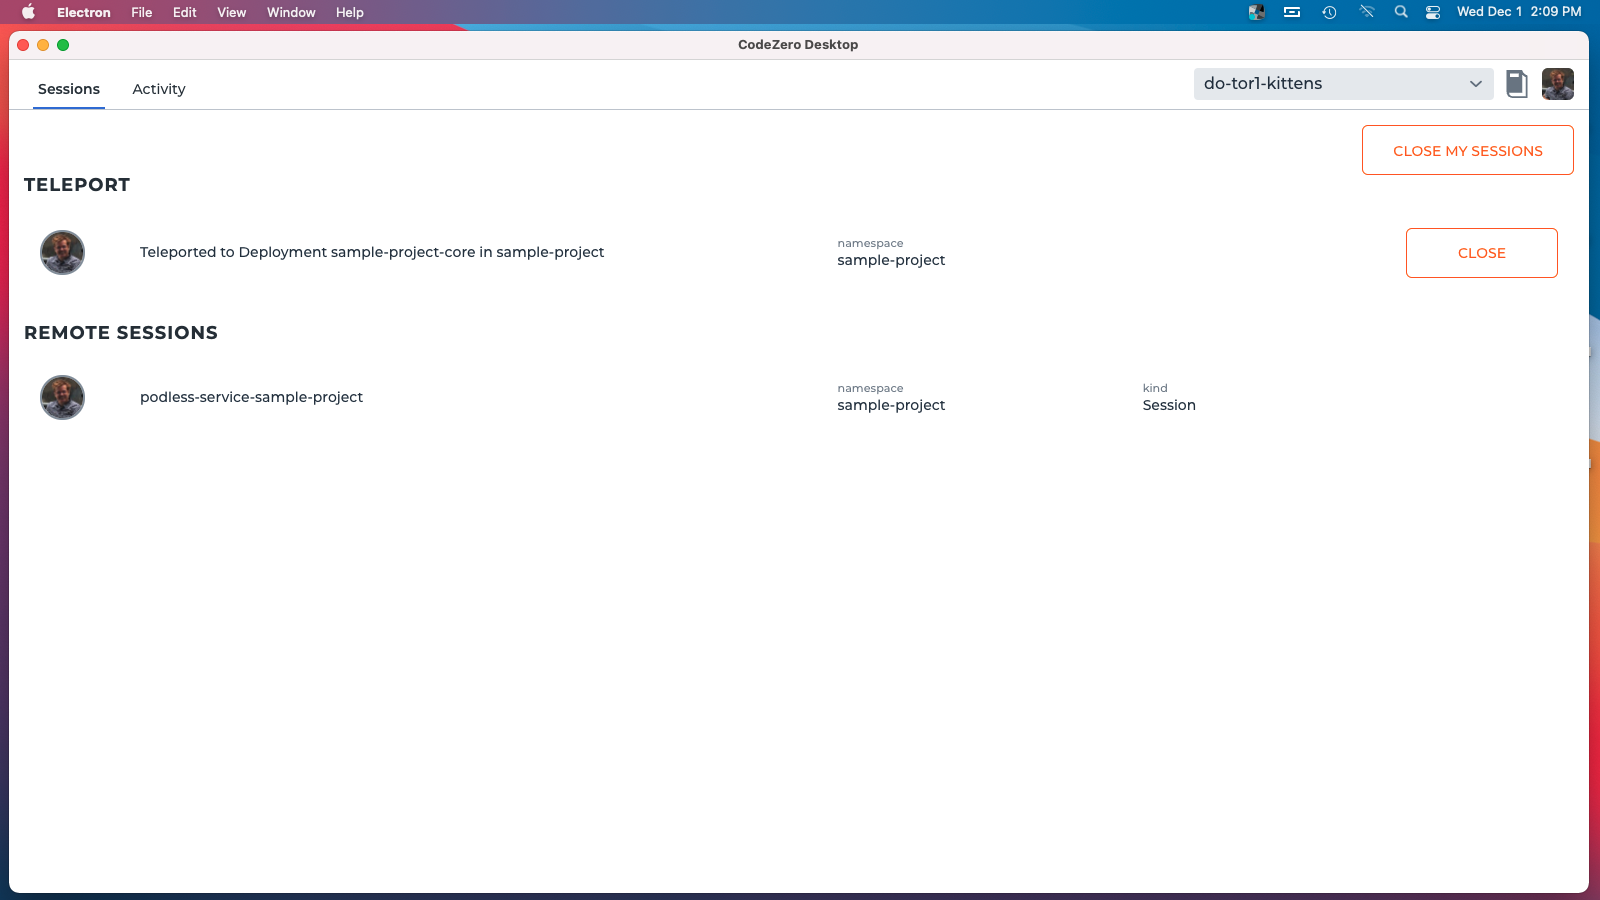 Electron File Edit View Window Help Wed Dec 1 2:09 PM
CodeZero Desktop
Sessions Activity do-tor1-kittens
CLOSE MY SESSIONS
TELEPORT
Teleported to Deployment sample-project-core in sample-project
namespace
sample-project
CLOSE
REMOTE SESSIONS
podless-service-sample-project
namespace
sample-project
kind
Session